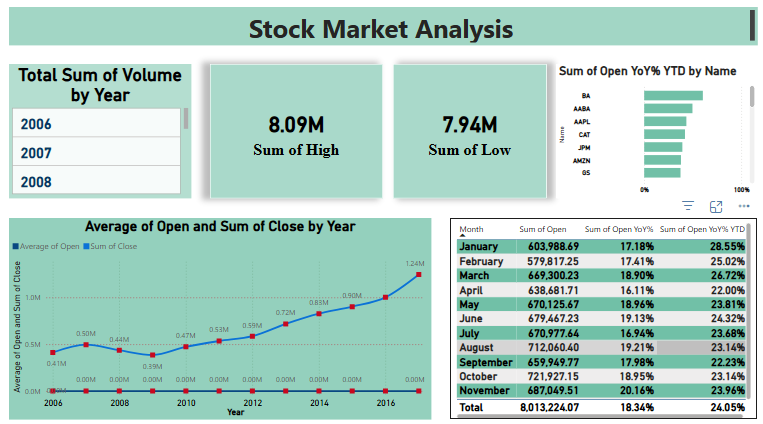 Stock Market Analysis
Total Sum of Volume
by Year
2006
2007
2008
8.09M
Sum of High
7.94M
Sum of Low
Sum of Open YoY% YTD by Name
Name
BA
AABA
AAPL
CAT
JPM
AMZN
GS
0%
100%
Average of Open and Sum of Close by Year
Average of Open
Sum of Close
Average of Open and Sum of Close
1.0M
0.5M
0.0M
0.41M
0.50M
0.44M
0.39M
0.47M
0.53M
0.59M
0.72M
0.83M
0.90M
1.24M
0.00M
0.00M
0.00M
0.00M
0.00M
0.00M
0.00M
0.00M
0.00M
0.00M
2006
2008
2010
2012
2014
2016
Year
Month Sum of Open Sum of Open YoY% Sum of Open YoY% YTD
January 603,988.69 17.18% 28.55%
February 579,817.25 17.41% 25.02%
March 669,300.23 18.90% 26.72%
April 638,681.71 16.11% 22.00%
May 670,125.67 18.96% 23.81%
June 679,467.23 19.13% 24.32%
July 670,977.64 16.94% 23.68%
August 712,060.40 19.21% 23.14%
September 659,949.77 17.98% 22.23%
October 721,927.15 18.95% 23.14%
November 687,049.51 20.16% 23.96%
Total 8,013,224.07 18.34% 24.05%